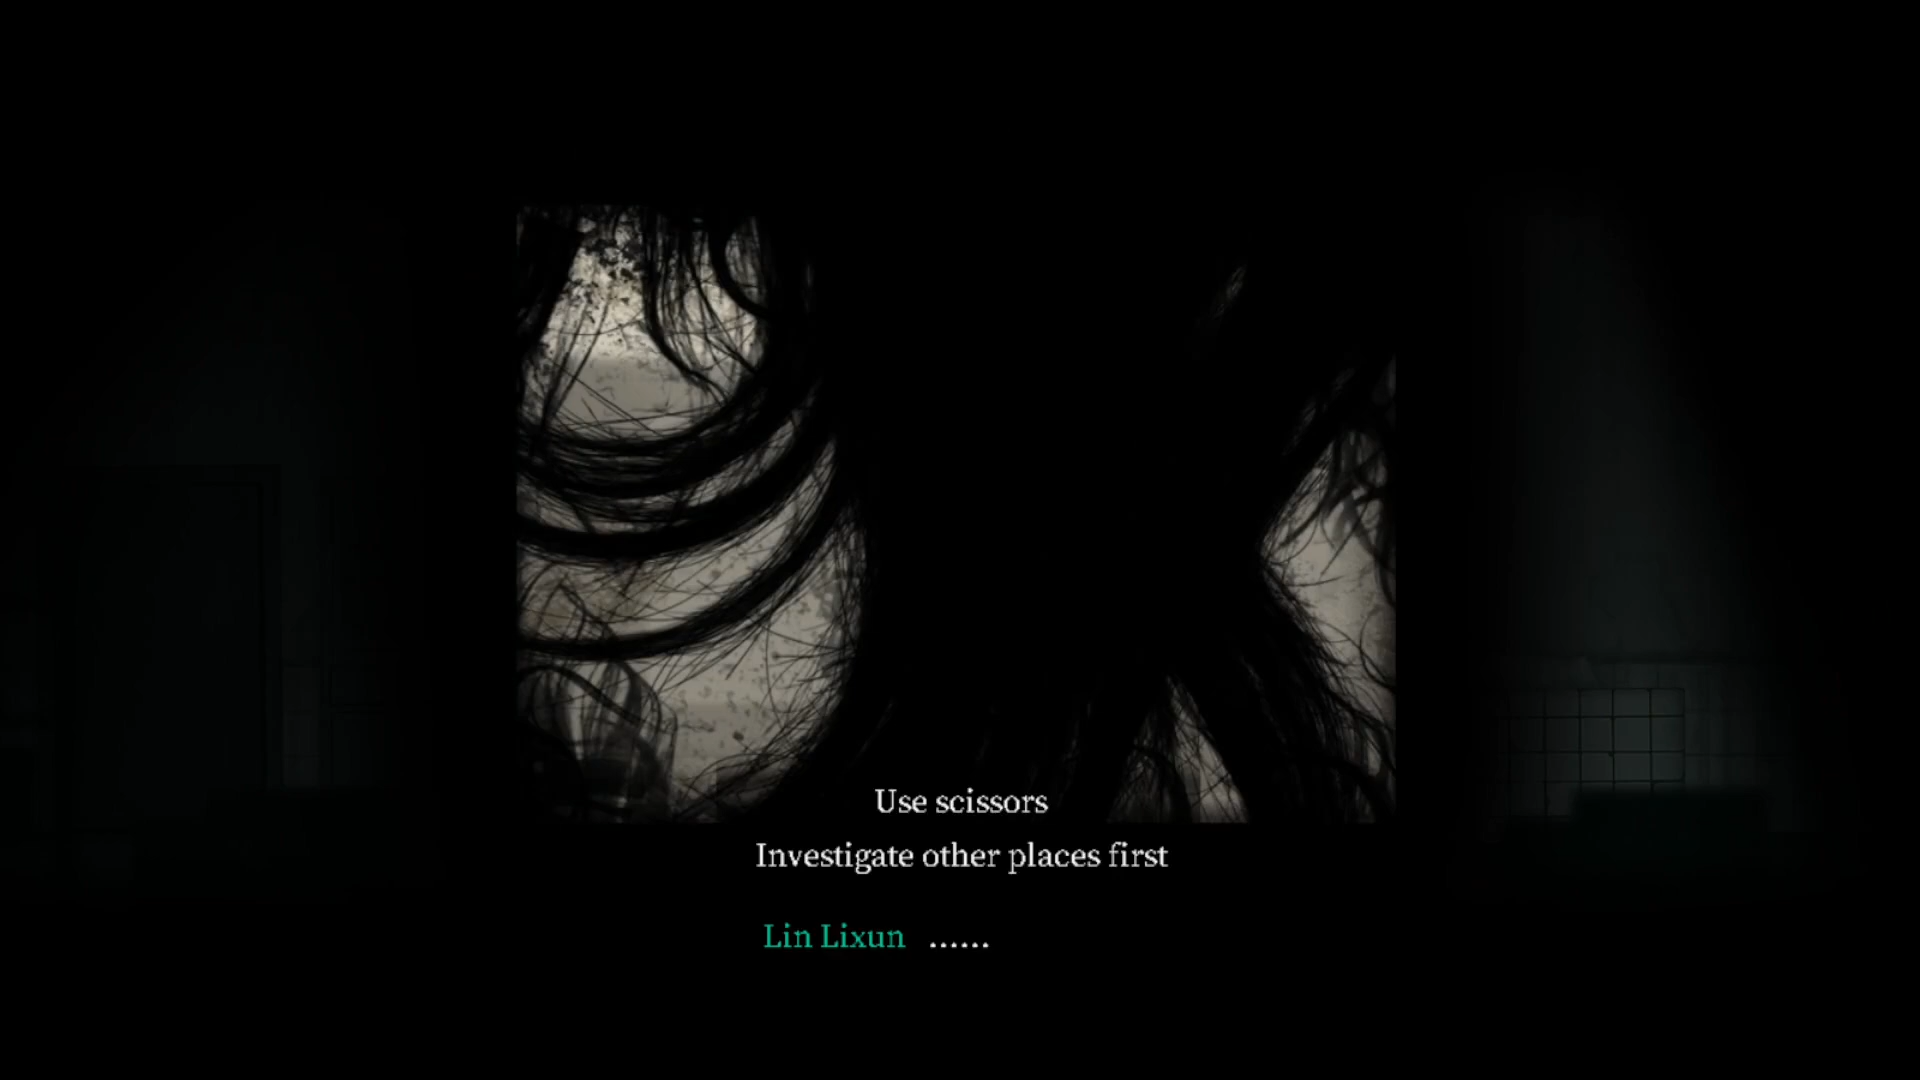 Use scissors
Investigate other places first
Lin Lixun ......